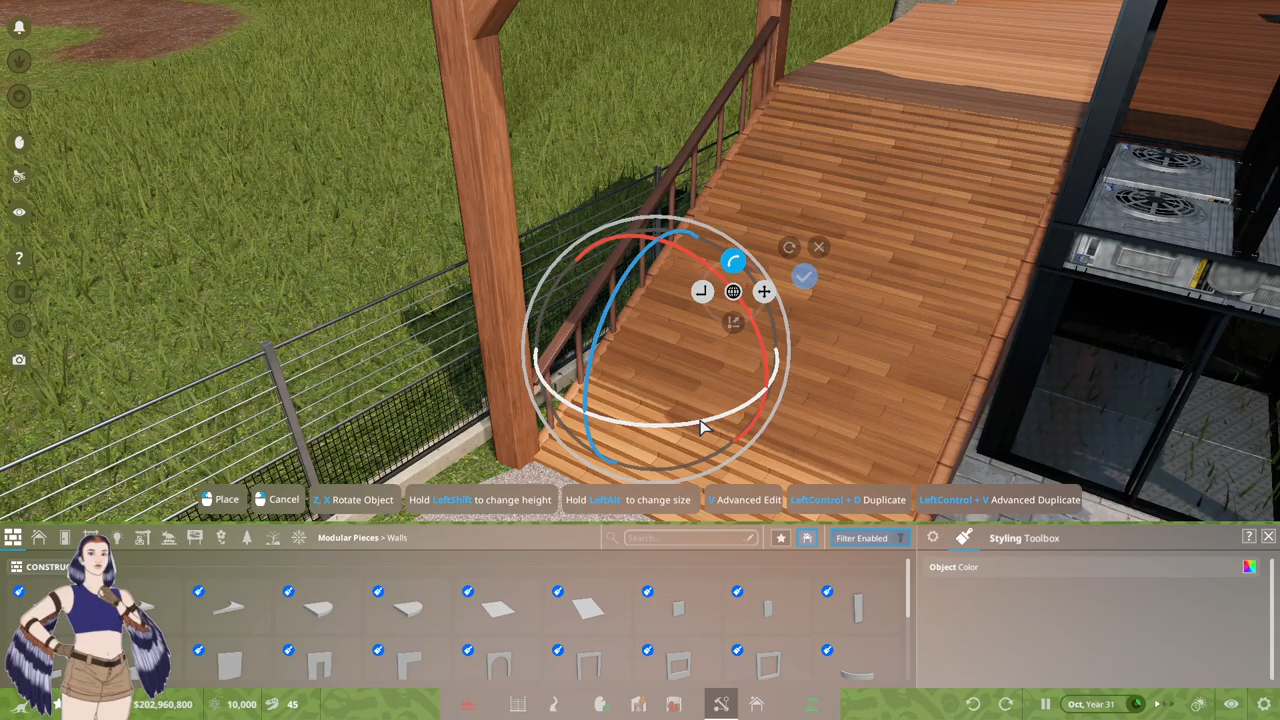 Place
Cancel
Z, X Rotate Object
Hold LeftShift to change height
Hold LeftAlt to change size
V Advanced Edit
LeftControl + D Duplicate
LeftControl + V Advanced Duplicate
Modular Pieces > Walls
Search...
Filter Enabled
Styling Toolbox
?
CONSTRUC
Object Color
?
$202,960,800
10,000
45
Oct, Year 31